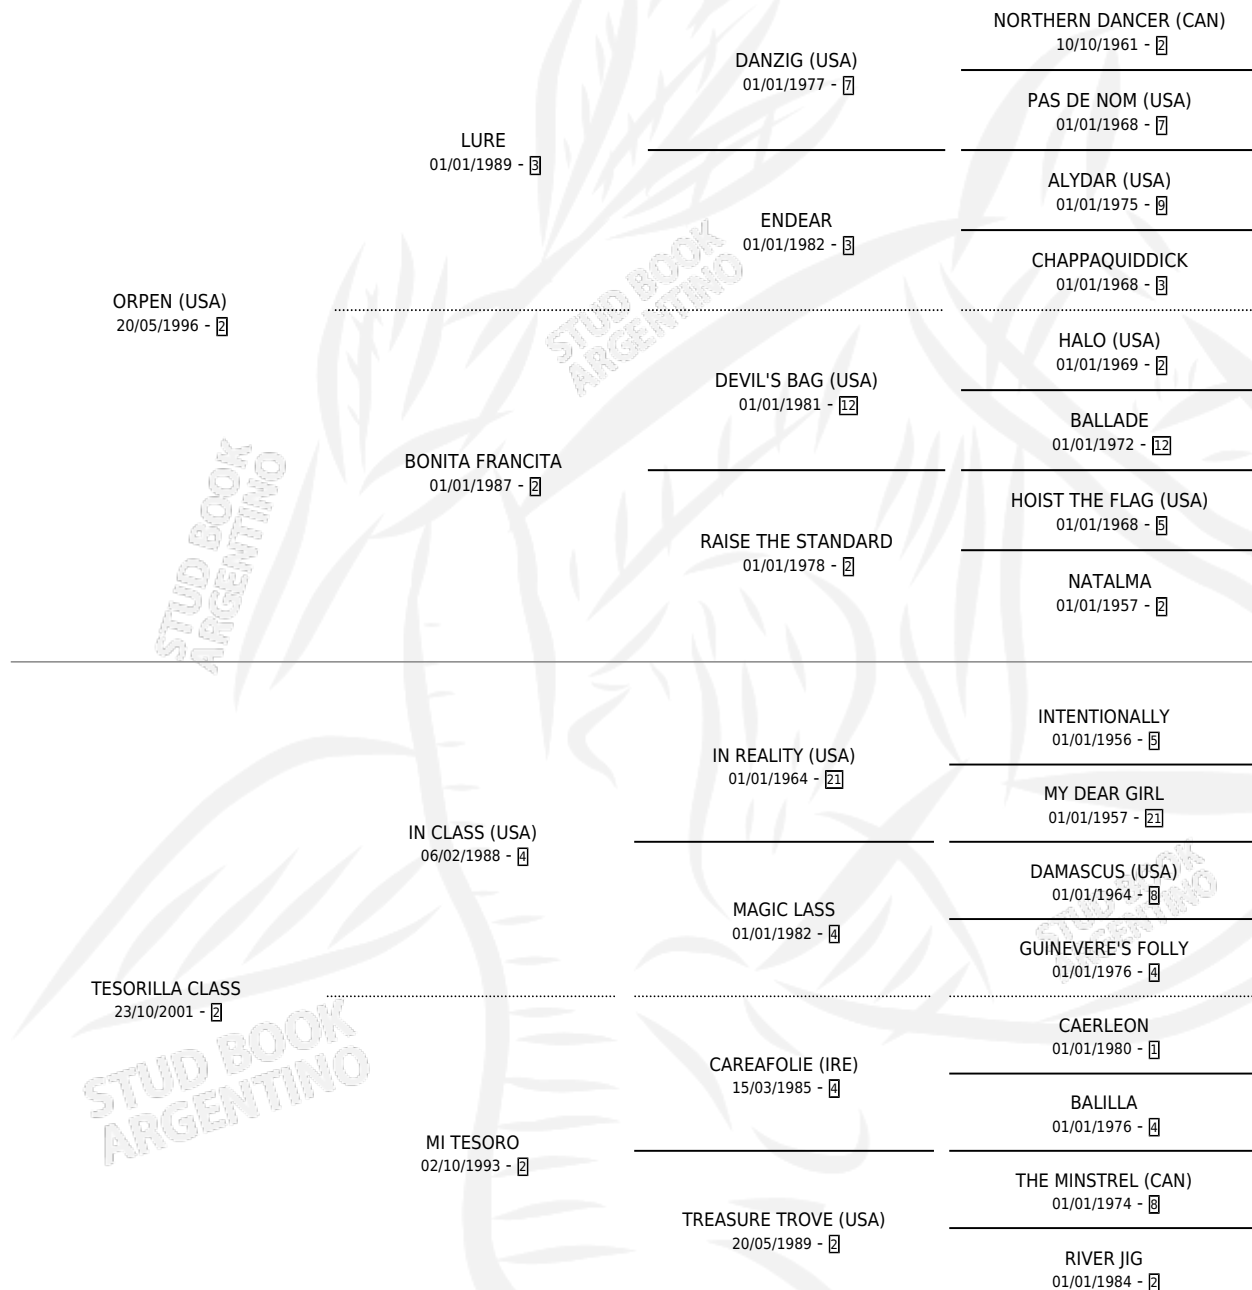 NORTHERN DANCER (CAN)
10/10/1961 - 2
DANZIG (USA)
01/01/1977 - 7
PAS DE NOM (USA)
01/01/1968 - 7
LURE
01/01/1989 - 3
ALYDAR (USA)
01/01/1975 - 9
ENDEAR
01/01/1982 - 3
CHAPPAQUIDDICK
01/01/1968 - 3
ORPEN (USA)
20/05/1996 - 2
HALO (USA)
01/01/1969 - 2
DEVIL'S BAG (USA)
01/01/1981 - 12
BALLADE
01/01/1972 - 12
BONITA FRANCITA
01/01/1987 - 2
HOIST THE FLAG (USA)
01/01/1968 - 5
RAISE THE STANDARD
01/01/1978 - 2
NATALMA
01/01/1957 - 2
INTENTIONALLY
01/01/1956 - 5
IN REALITY (USA)
01/01/1964 - 21
MY DEAR GIRL
01/01/1957 - 21
IN CLASS (USA)
06/02/1988 - 4
DAMASCUS (USA)
01/01/1964 - 8
MAGIC LASS
01/01/1982 - 4
GUINEVERE'S FOLLY
01/01/1976 - 4
TESORILLA CLASS
23/10/2001 - 2
CAERLEON
01/01/1980 - 1
CAREAFOLIE (IRE)
15/03/1985 - 4
BALILLA
01/01/1976 - 4
MI TESORO
02/10/1993 - 2
THE MINSTREL (CAN)
01/01/1974 - 8
TREASURE TROVE (USA)
20/05/1989 - 2
RIVER JIG
01/01/1984 - 2
STUD BOOK
ARGENTINO
STUD BOOK
ARGENTINO
STUD BOOK
ARGENTINO
STUD BOOK
ARGENTINO